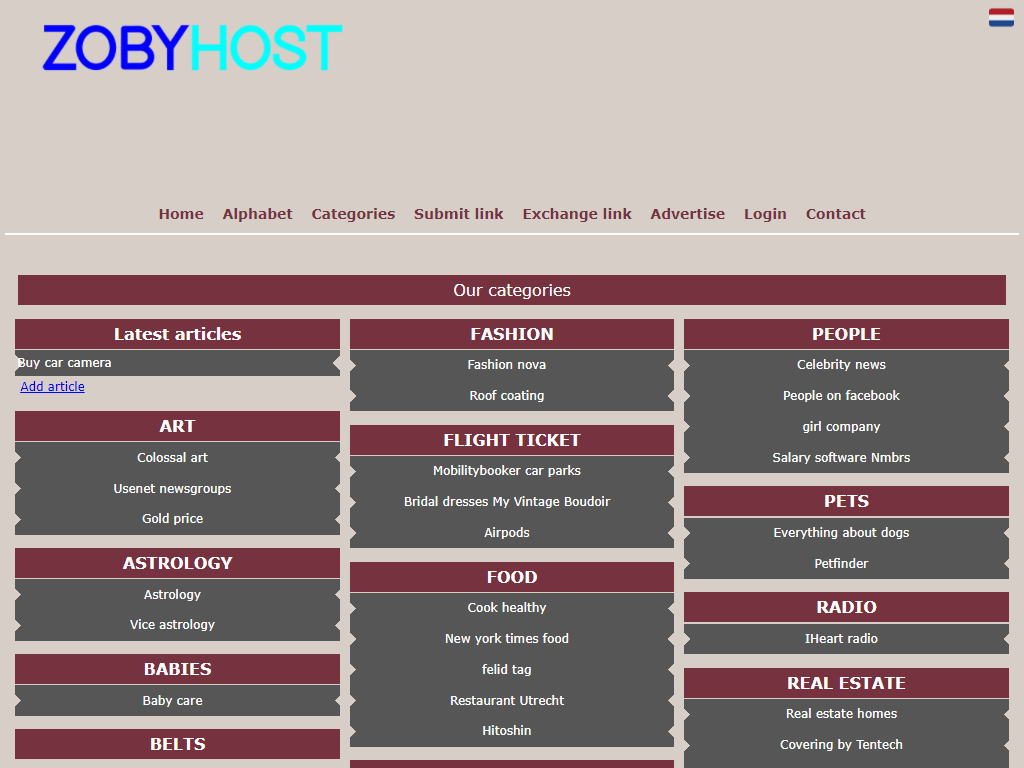 ZOBYHOST
Home Alphabet Categories Submit link Exchange link Advertise Login Contact
Our categories
Latest articles
Buy car camera
Add article
ART
Colossal art
Usenet newsgroups
Gold price
ASTROLOGY
Astrology
Vice astrology
BABIES
Baby care
BELTS
FASHION
Fashion nova
Roof coating
FLIGHT TICKET
Mobilitybooker car parks
Bridal dresses My Vintage Boudoir
Airpods
FOOD
Cook healthy
New york times food
felid tag
Restaurant Utrecht
Hitoshin
PEOPLE
Celebrity news
People on facebook
girl company
Salary software Nmbrs
PETS
Everything about dogs
Petfinder
RADIO
IHeart radio
REAL ESTATE
Real estate homes
Covering by Tentech